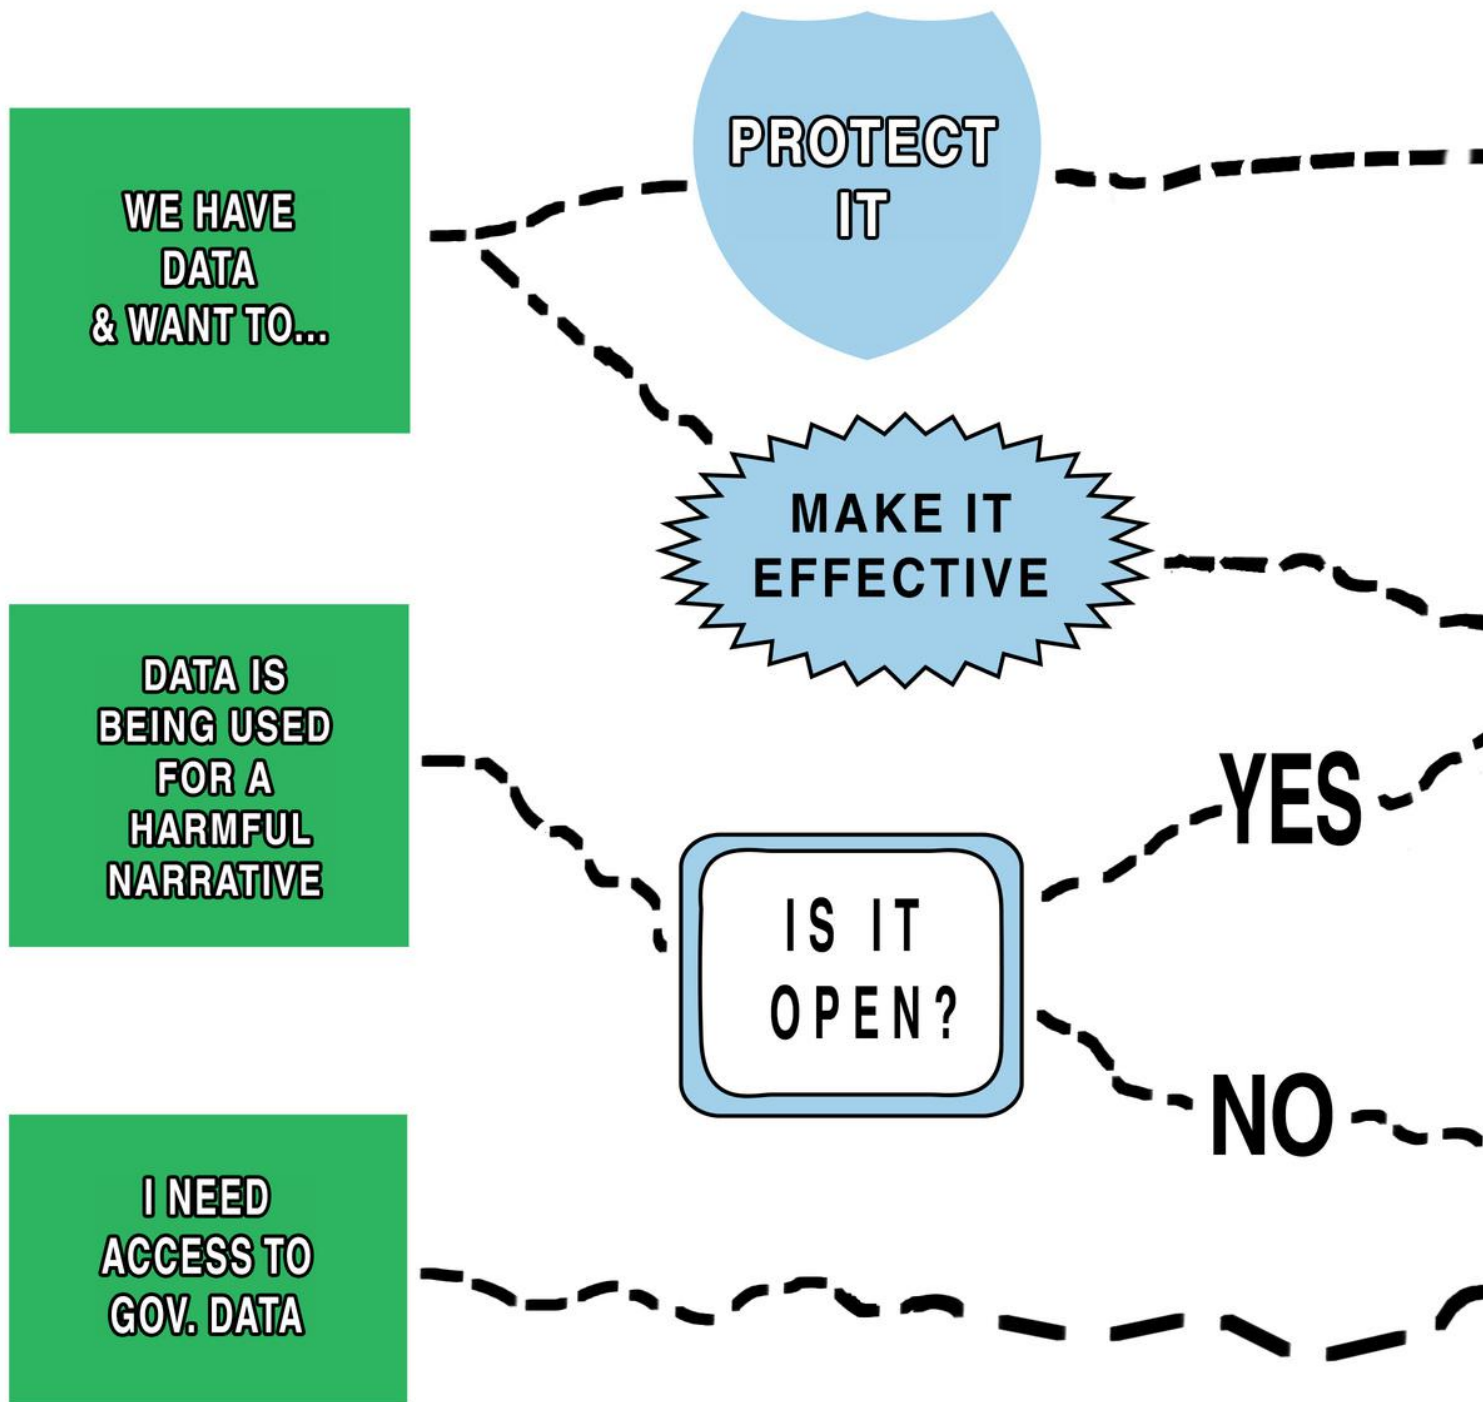 WE HAVE
DATA
& WANT TO...
PROTECT
IT
MAKE IT
EFFECTIVE
DATA IS
BEING USED
FOR A
HARMFUL
NARRATIVE
IS IT
OPEN?
YES
NO
I NEED
ACCESS TO
GOV. DATA